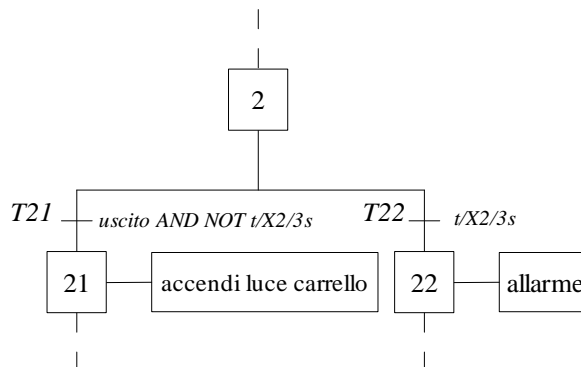 2
T21 uscito AND NOT t/X2/3s T22 t/X2/3s
21 accendi luce carrello 22 allarme